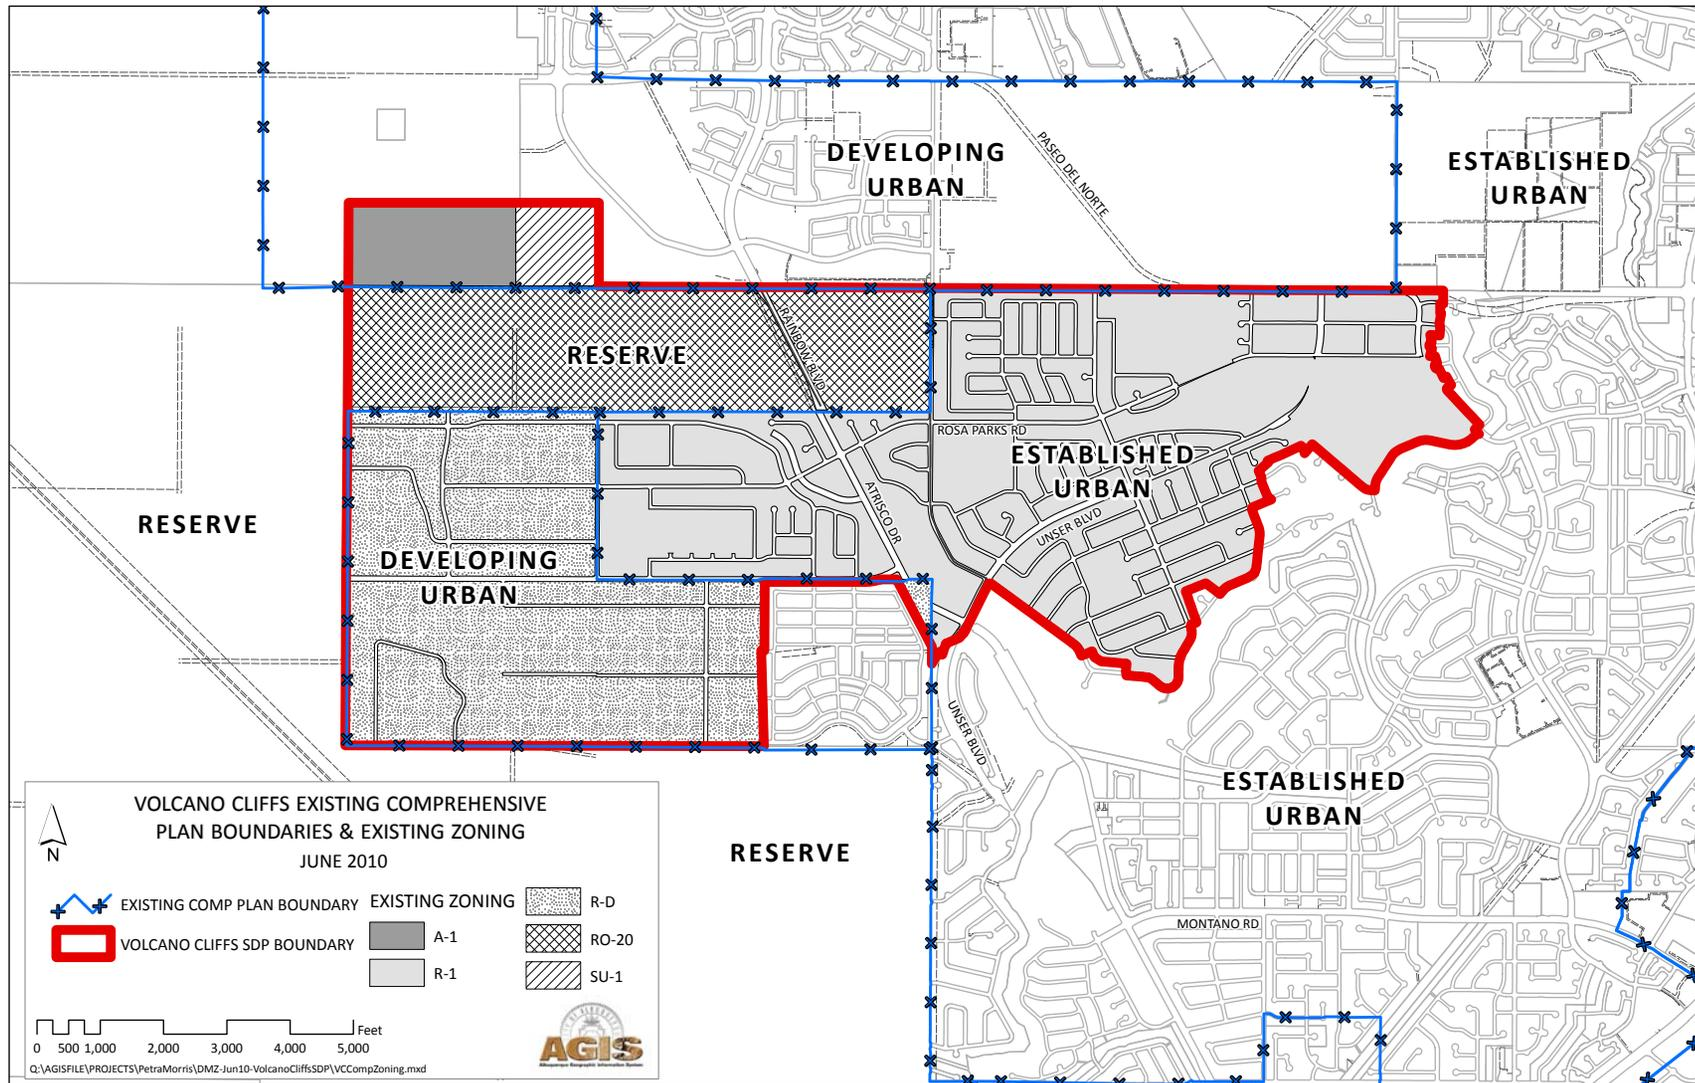 DEVELOPING
URBAN
PASEO DEL NORTE
ESTABLISHED
URBAN
RESERVE
RAINBOW BLVD
ROSA PARKS RD
ESTABLISHED
URBAN
ATRISCO DR
UNSER BLVD
RESERVE
DEVELOPING
URBAN
UNSER BLVD
ESTABLISHED
URBAN
RESERVE
MONTANO RD
VOLCANO CLIFFS EXISTING COMPREHENSIVE
PLAN BOUNDARIES & EXISTING ZONING
JUNE 2010
N
EXISTING COMP PLAN BOUNDARY
VOLCANO CLIFFS SDP BOUNDARY
EXISTING ZONING
A-1
R-1
R-D
RO-20
SU-1
Feet
0 500 1,000 2,000 3,000 4,000 5,000
AGIS
Albuquerque Geographic Information System
Q:\AGISFILE\PROJECTS\PetraMorris\DMZ-Jun10-VolcanoCliffsSDP\VCCompZoning.mxd